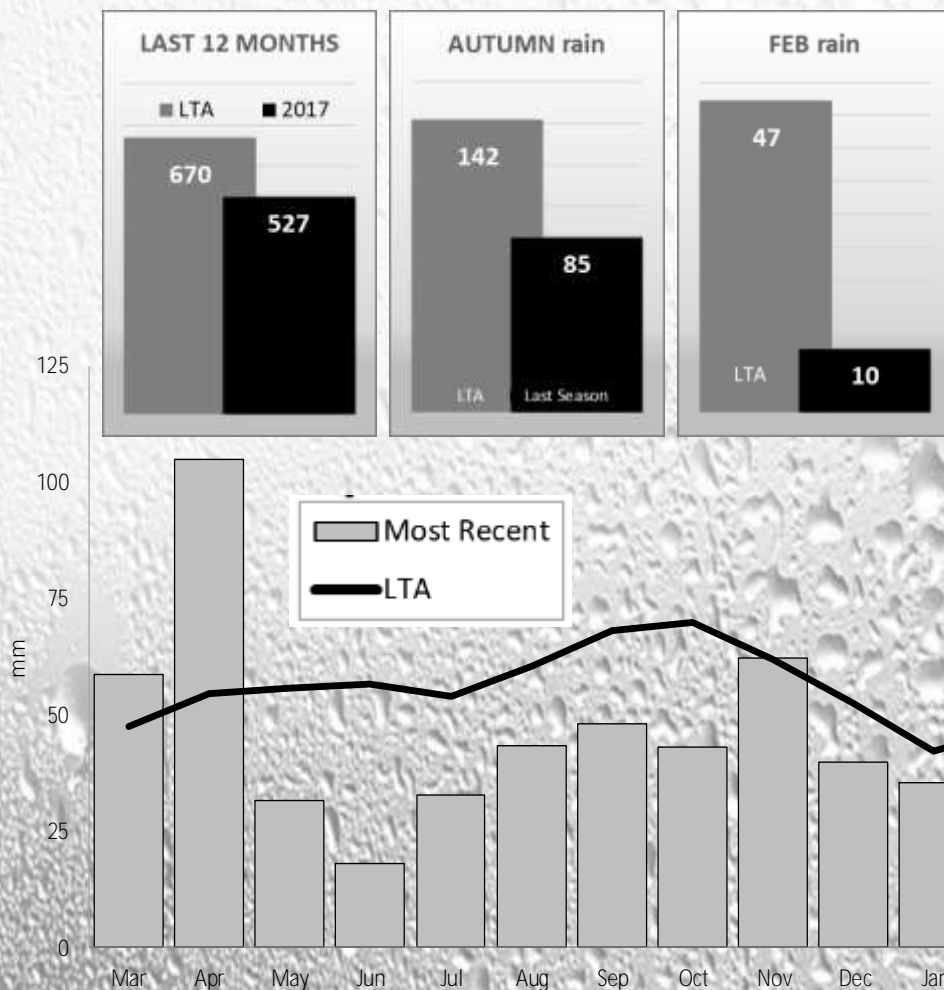 LAST 12 MONTHS
LTA 2017
670
527
AUTUMN rain
142
85
LTA Last Season
FEB rain
47
LTA
10
125
100
75
50
25
0
mm
Most Recent
LTA
Mar Apr May Jun Jul Aug Sep Oct Nov Dec Jan